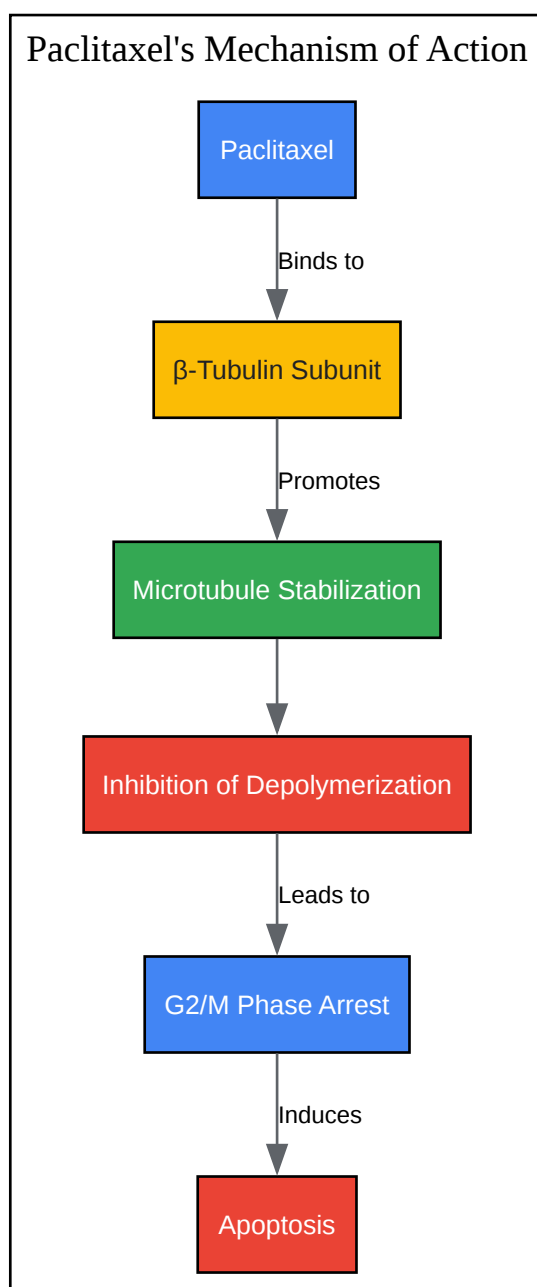 Paclitaxel's Mechanism of Action
Paclitaxel
Binds to
β-Tubulin Subunit
Promotes
Microtubule Stabilization
Inhibition of Depolymerization
Leads to
G2/M Phase Arrest
Induces
Apoptosis